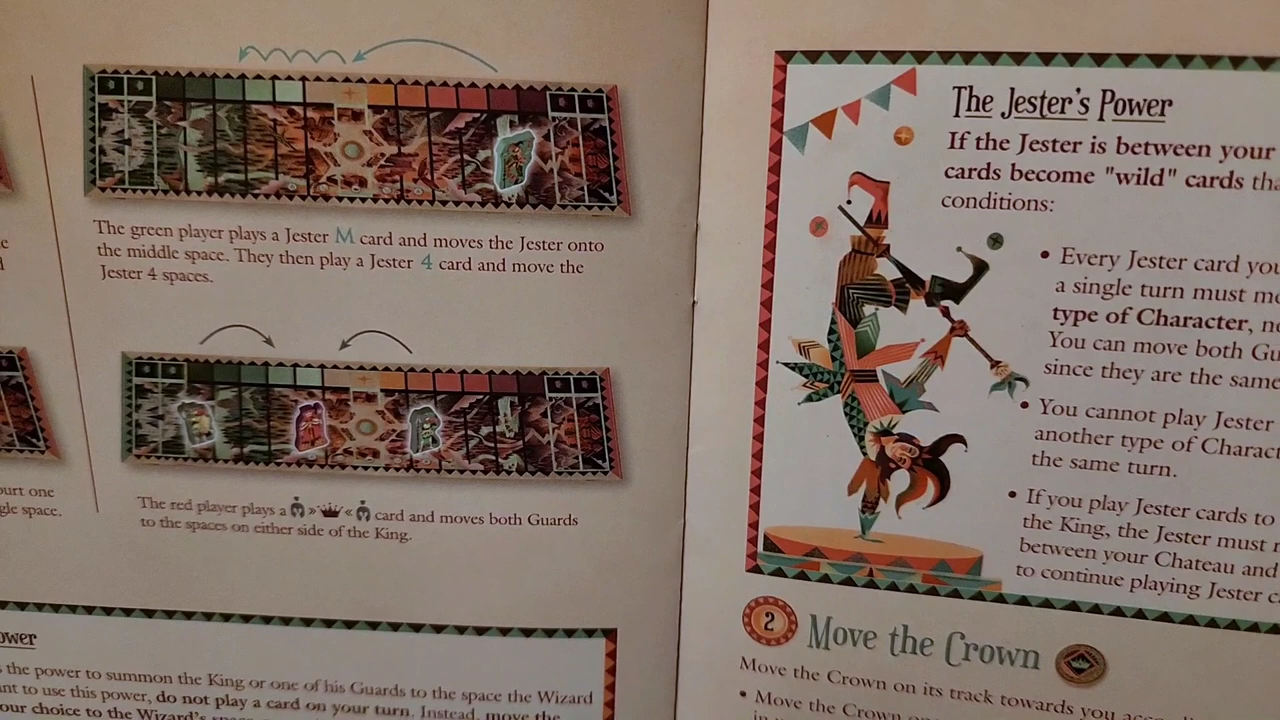 The green player plays a Jester M card and moves the Jester onto
the middle space. They then play a Jester 4 card and move the
Jester 4 spaces.
ourt one
gle space.
The red player plays a » « card and moves both Guards
to the spaces on either side of the King.
ower
the power to summon the King or one of his Guards to the space the Wizard
nt to use this power, do not play a card on your turn. Instead, move the
our choice to the Wizard's
The Jester's Power
If the Jester is between your
cards become "wild" cards tha
conditions:
• Every Jester card you
a single turn must mo
type of Character, no
You can move both Gu
since they are the same
• You cannot play Jester
another type of Charact
the same turn.
• If you play Jester cards to
the King, the Jester must r
between your Chateau and
to continue playing Jester c
2 Move the Crown
Move the Crown on its track towards you acco
• Move the Crown on